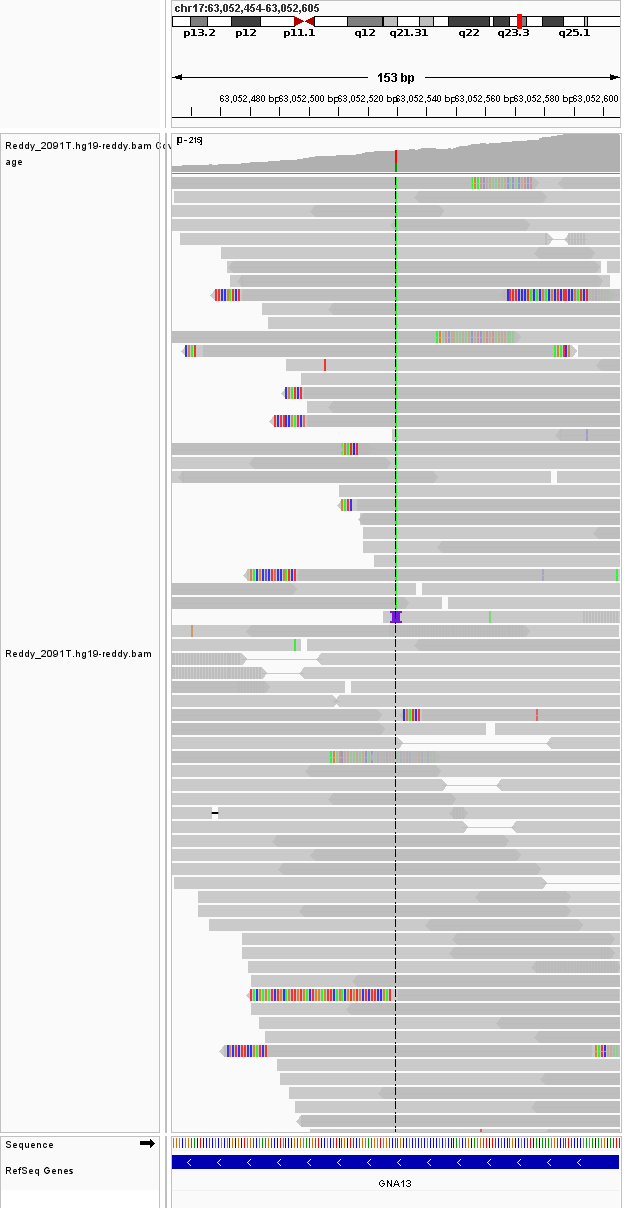 chr17:63,052,454-63,052,605
p13.2 p12 p11.1 q12 q21.31 q22 q23.3 q25.1
153 bp
63,052,480 bp 63,052,500 bp 63,052,520 bp 63,052,540 bp 63,052,560 bp 63,052,580 bp 63,052,600
Reddy_2091T.hg19-reddy.bam Cov
age
[0 - 215]
Reddy_2091T.hg19-reddy.bam
Sequence
RefSeq Genes
GNA13